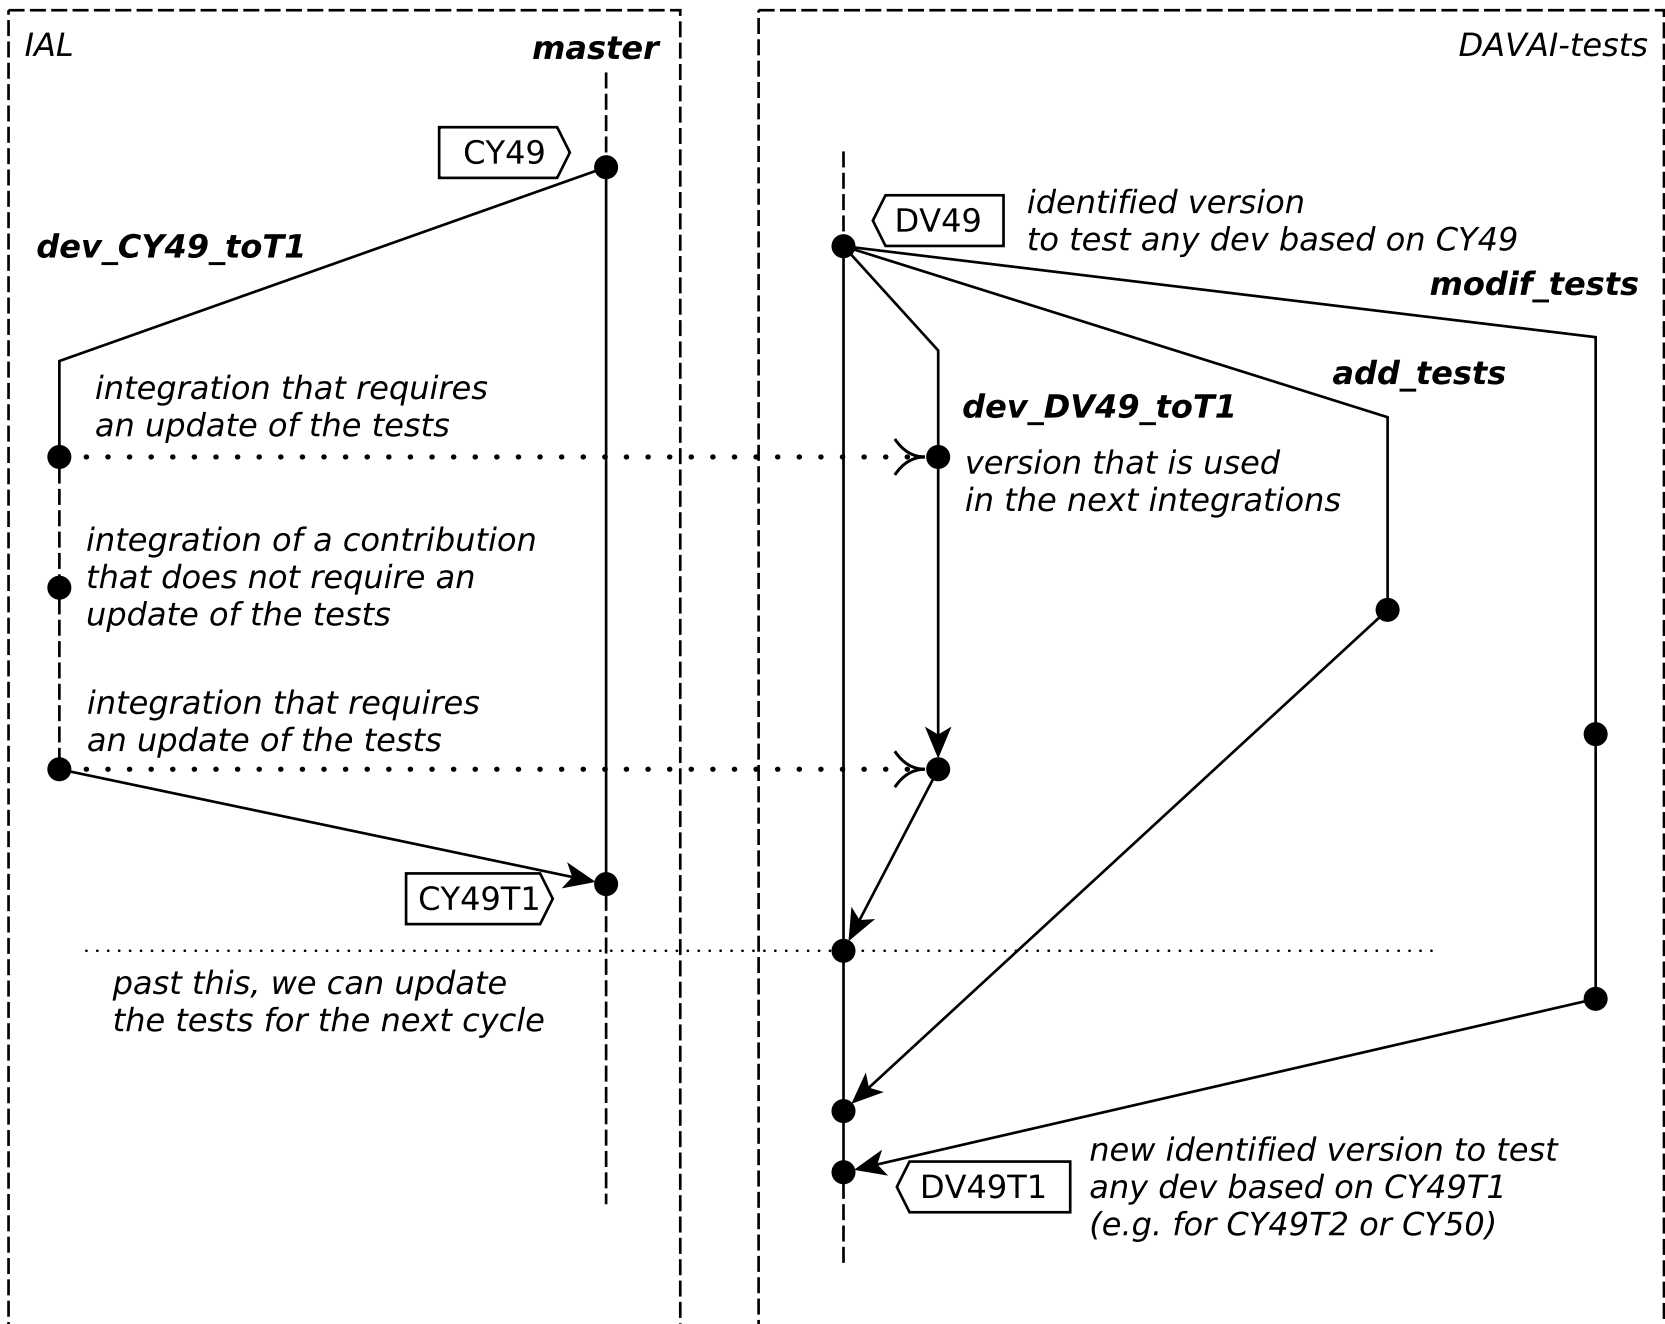 IAL
master
CY49
dev_CY49_toT1
integration that requires
an update of the tests
integration of a contribution
that does not require an
update of the tests
integration that requires
an update of the tests
CY49T1
past this, we can update
the tests for the next cycle
DAVAI-tests
DV49
identified version
to test any dev based on CY49
modif_tests
add_tests
dev_DV49_toT1
version that is used
in the next integrations
DV49T1
new identified version to test
any dev based on CY49T1
(e.g. for CY49T2 or CY50)